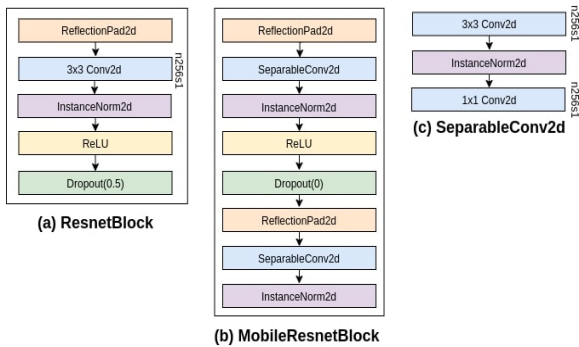 ReflectionPad2d
3x3 Conv2d
n256s1
InstanceNorm2d
ReLU
Dropout(0.5)
(a) ResnetBlock
ReflectionPad2d
SeparableConv2d
InstanceNorm2d
ReLU
Dropout(0)
ReflectionPad2d
SeparableConv2d
InstanceNorm2d
(b) MobileResnetBlock
3x3 Conv2d
n256s1
InstanceNorm2d
1x1 Conv2d
n256s1
(c) SeparableConv2d